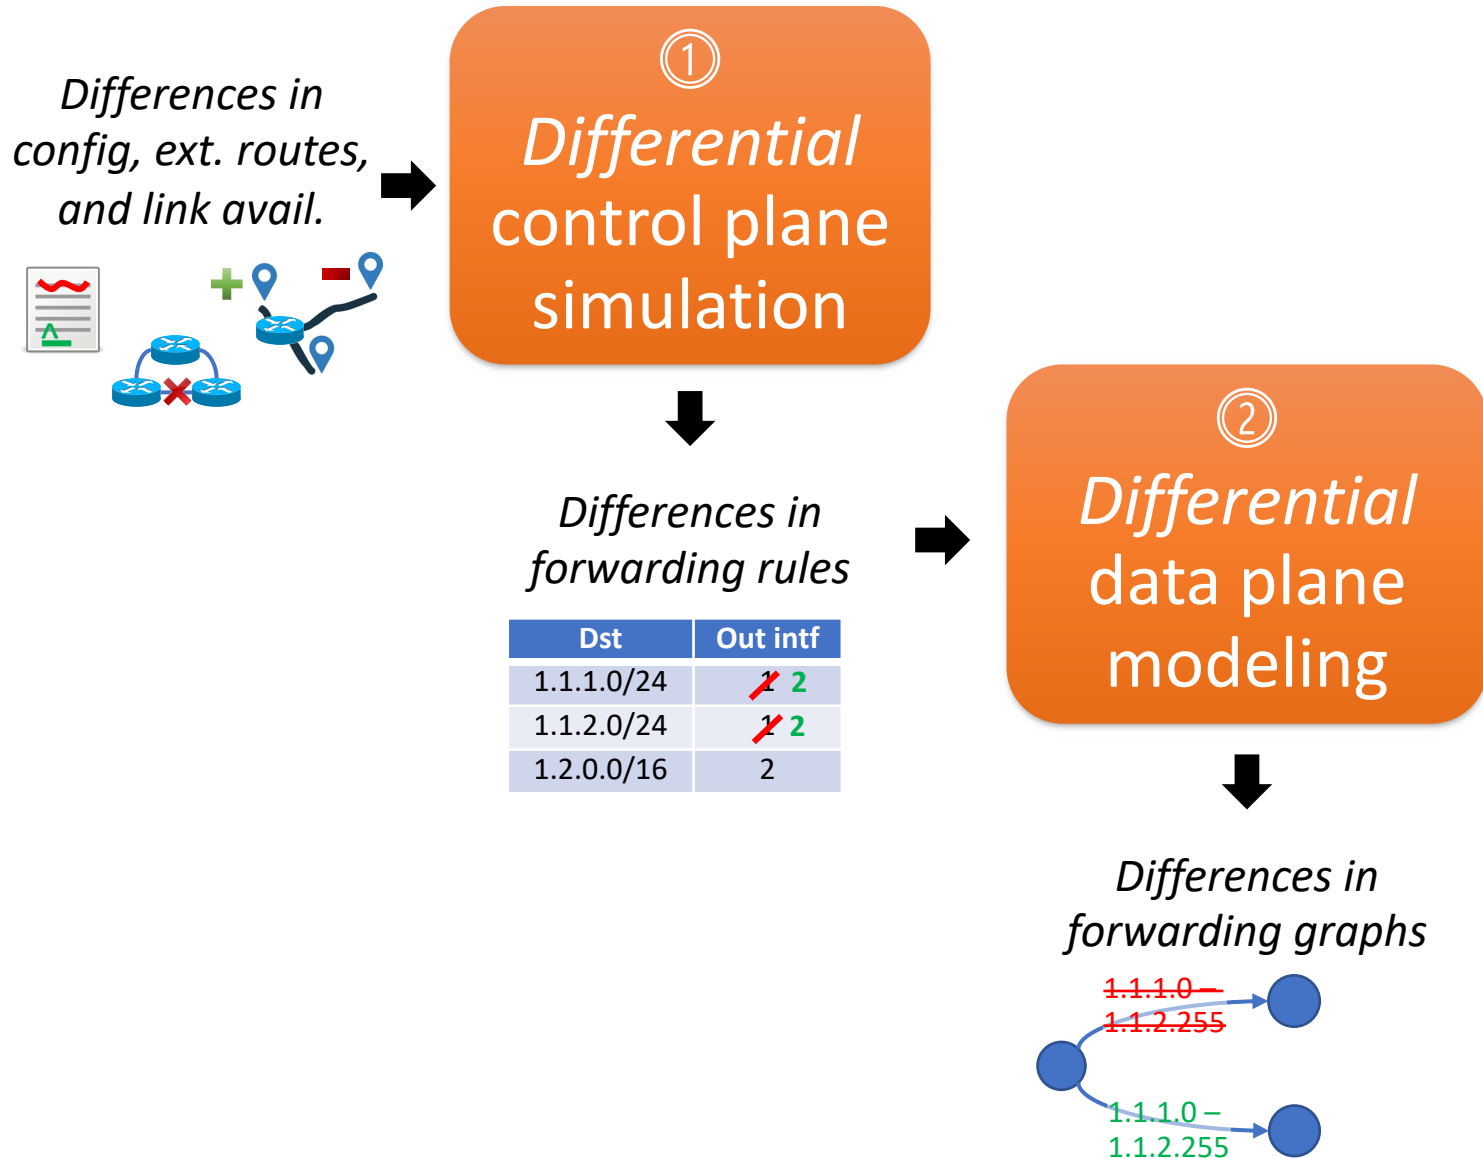 Differences in
config, ext. routes,
and link avail.
1
Differential
control plane
simulation
Differences in
forwarding rules
Dst Out intf
1.1.1.0/24 1 2
1.1.2.0/24 1 2
1.2.0.0/16 2
2
Differential
data plane
modeling
Differences in
forwarding graphs
1.1.1.0 –
1.1.2.255
1.1.1.0 –
1.1.2.255